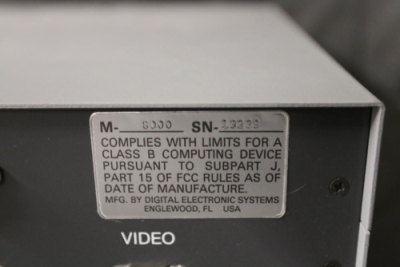 M- 8000 SN-
COMPLIES WITH LIMITS FOR A
CLASS B COMPUTING DEVICE
PURSUANT TO SUBPART J,
PART 15 OF FCC RULES AS OF
DATE OF MANUFACTURE.
MFG. BY DIGITAL ELECTRONIC SYSTEMS
ENGLEWOOD, FL USA
VIDEO